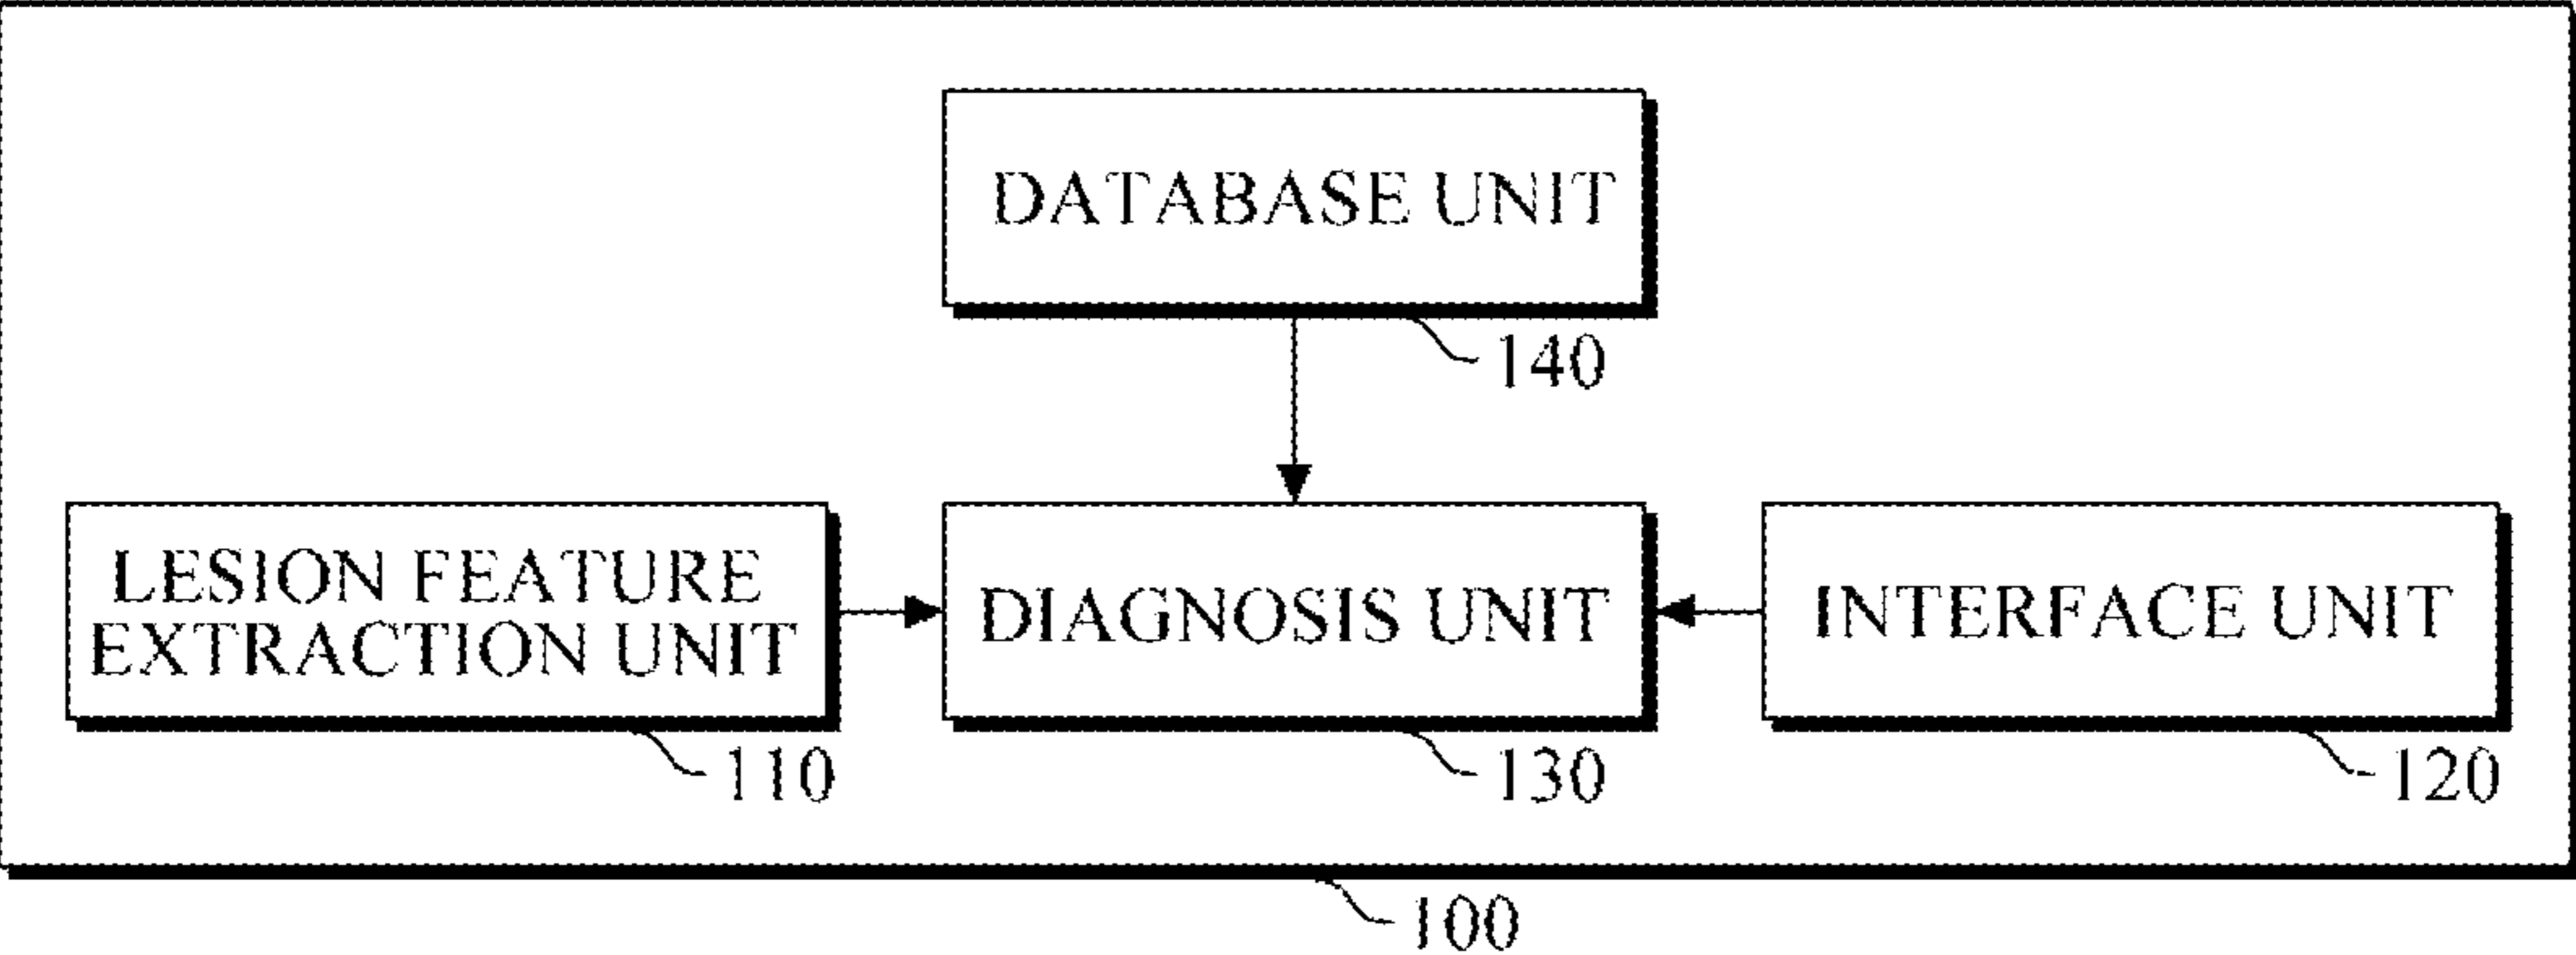 DATABASE UNIT
140
LESION FEATURE
EXTRACTION UNIT
DIAGNOSIS UNIT
INTERFACE UNIT
110
130
120
100